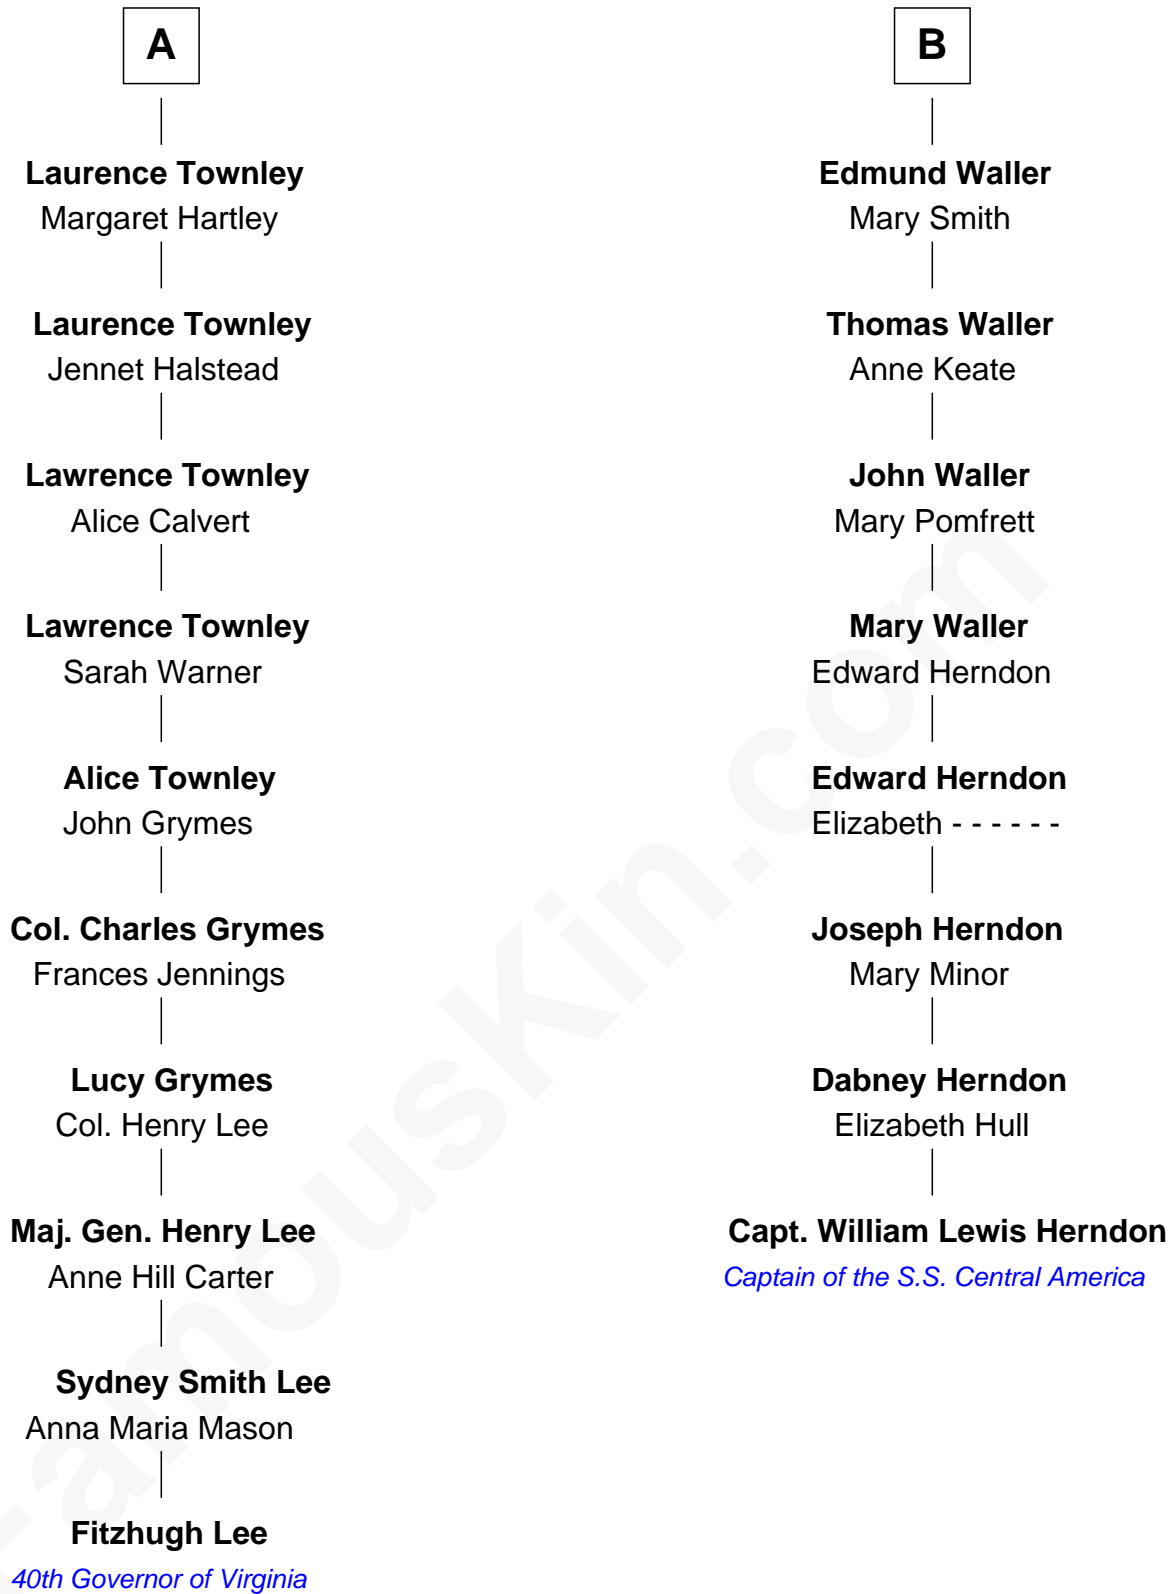 A
Laurence Townley
Margaret Hartley
Laurence Townley
Jennet Halstead
Lawrence Townley
Alice Calvert
Lawrence Townley
Sarah Warner
Alice Townley
John Grymes
Col. Charles Grymes
Frances Jennings
Lucy Grymes
Col. Henry Lee
Maj. Gen. Henry Lee
Anne Hill Carter
Sydney Smith Lee
Anna Maria Mason
Fitzhugh Lee
40th Governor of Virginia
B
Edmund Waller
Mary Smith
Thomas Waller
Anne Keate
John Waller
Mary Pomfrett
Mary Waller
Edward Herndon
Edward Herndon
Elizabeth - - - - - -
Joseph Herndon
Mary Minor
Dabney Herndon
Elizabeth Hull
Capt. William Lewis Herndon
Captain of the S.S. Central America
FamousKin.com